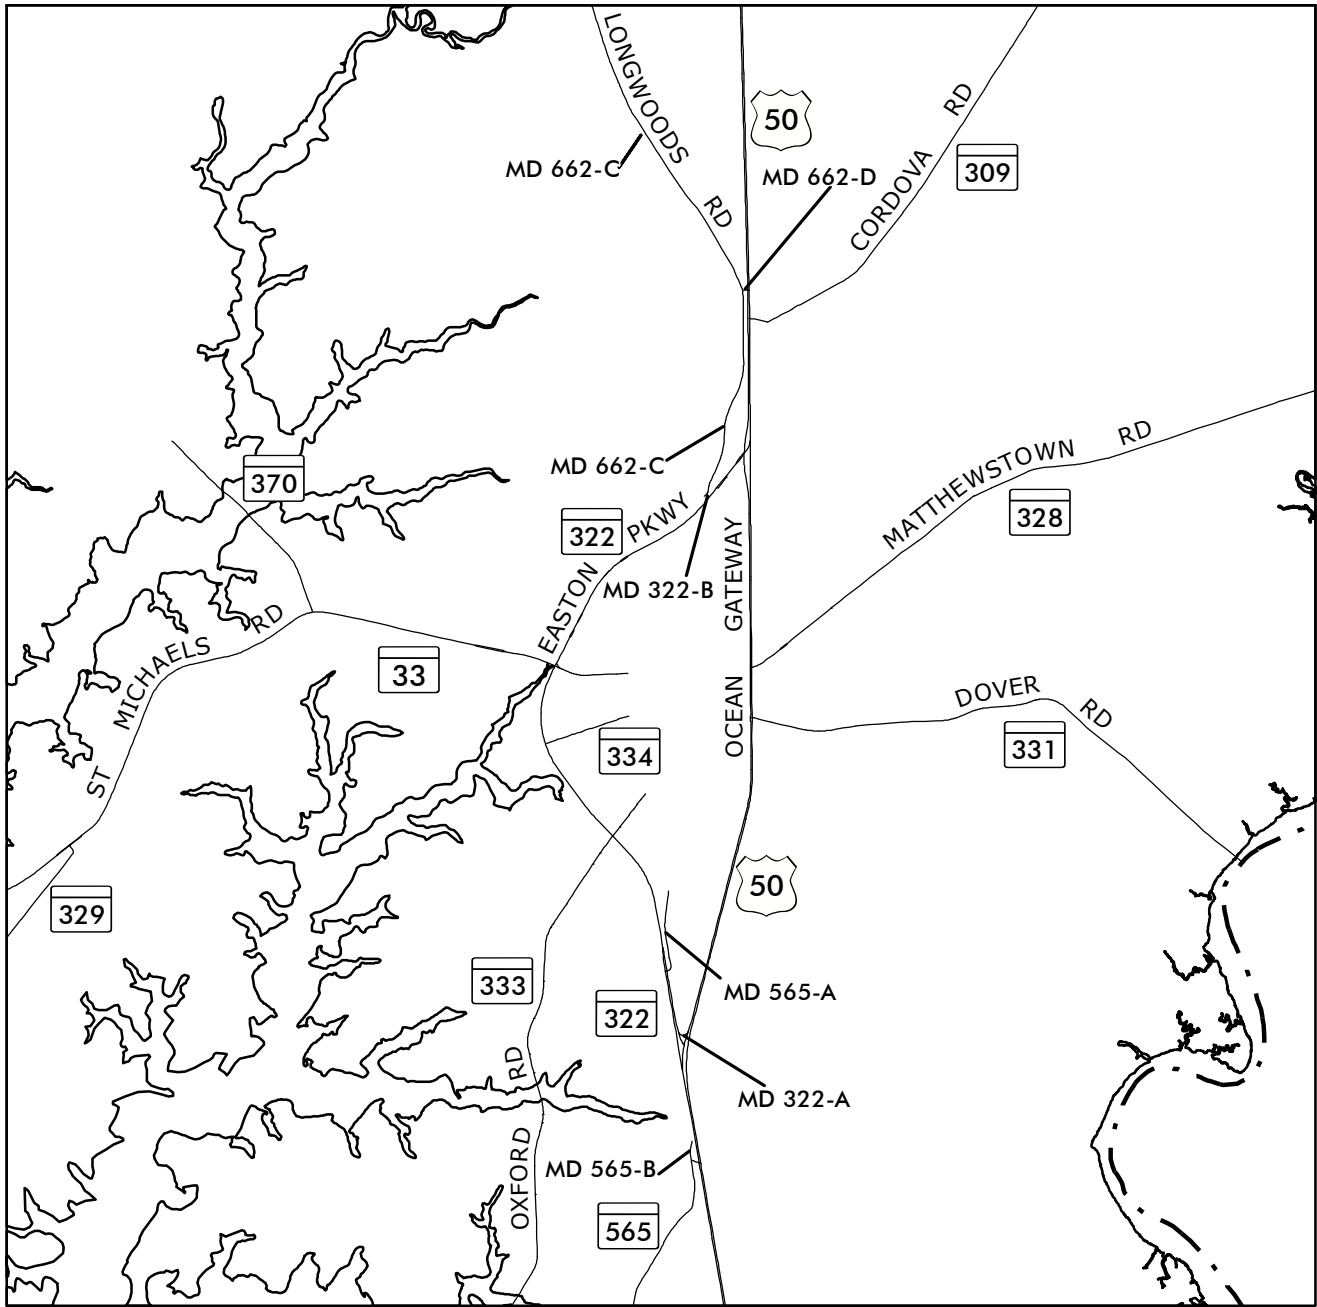 LONGWOODS RD
50
CORDOVA RD
MD 662-C
MD 662-D
309
370
MD 662-C
MATTHEWSTOWN RD
328
322
EASTON PKWY
MD 322-B
OCEAN GATEWAY
ST MICHAELS RD
33
DOVER RD
334
331
329
50
333
322
MD 565-A
OXFORD RD
MD 322-A
MD 565-B
565